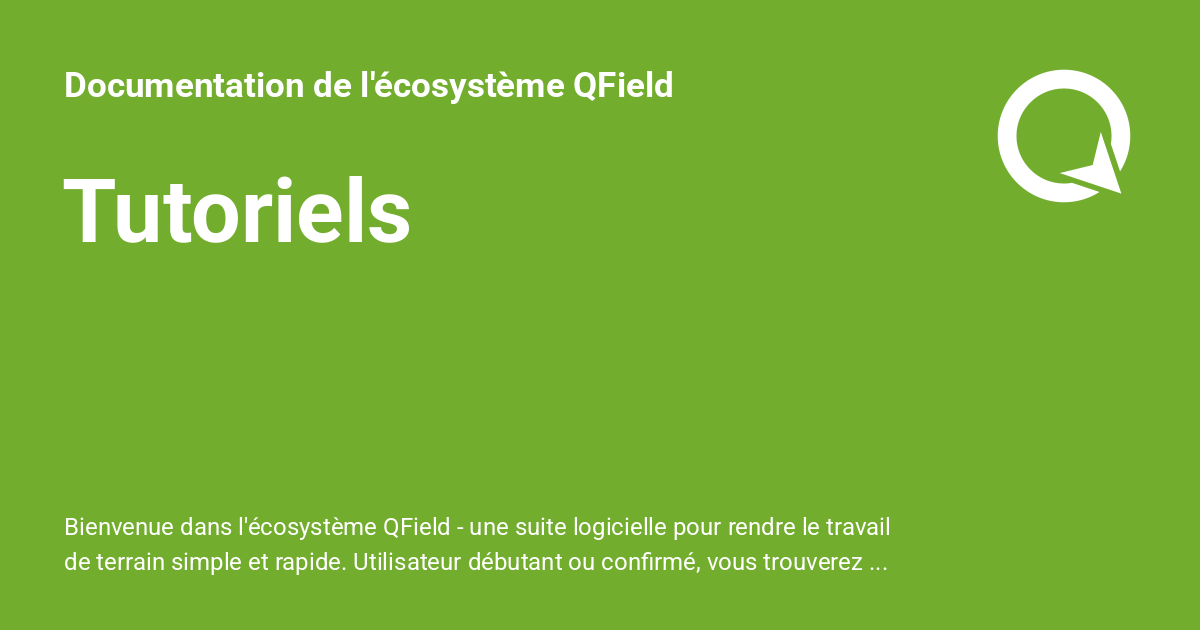 Documentation de l'écosystème QField
Tutoriels
Bienvenue dans l'écosystème QField - une suite logicielle pour rendre le travail
de terrain simple et rapide. Utilisateur débutant ou confirmé, vous trouverez ...